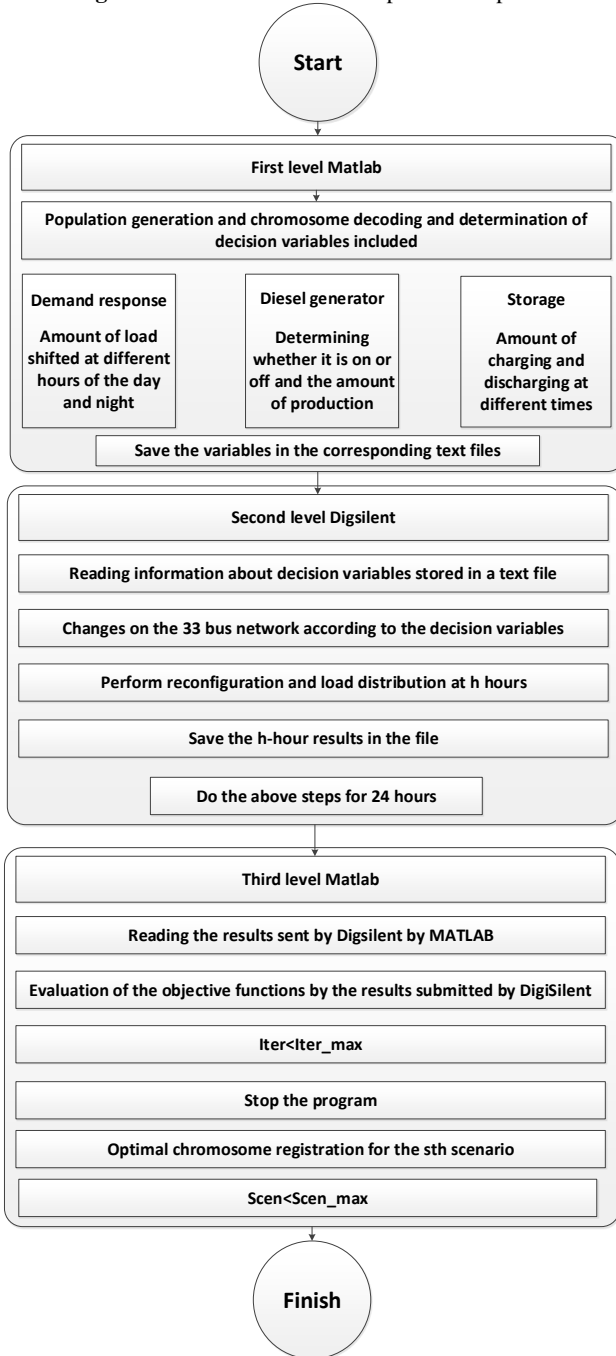 Start
First level Matlab
Population generation and chromosome decoding and determination of
decision variables included
Demand response
Amount of load
shifted at different
hours of the day
and night
Diesel generator
Determining
whether it is on or
off and the amount
of production
Storage
Amount of
charging and
discharging at
different times
Save the variables in the corresponding text files
Second level Digsilent
Reading information about decision variables stored in a text file
Changes on the 33 bus network according to the decision variables
Perform reconfiguration and load distribution at h hours
Save the h-hour results in the file
Do the above steps for 24 hours
Third level Matlab
Reading the results sent by Digsilent by MATLAB
Evaluation of the objective functions by the results submitted by DigiSilent
Iter<Iter_max
Stop the program
Optimal chromosome registration for the sth scenario
Scen<Scen_max
Finish